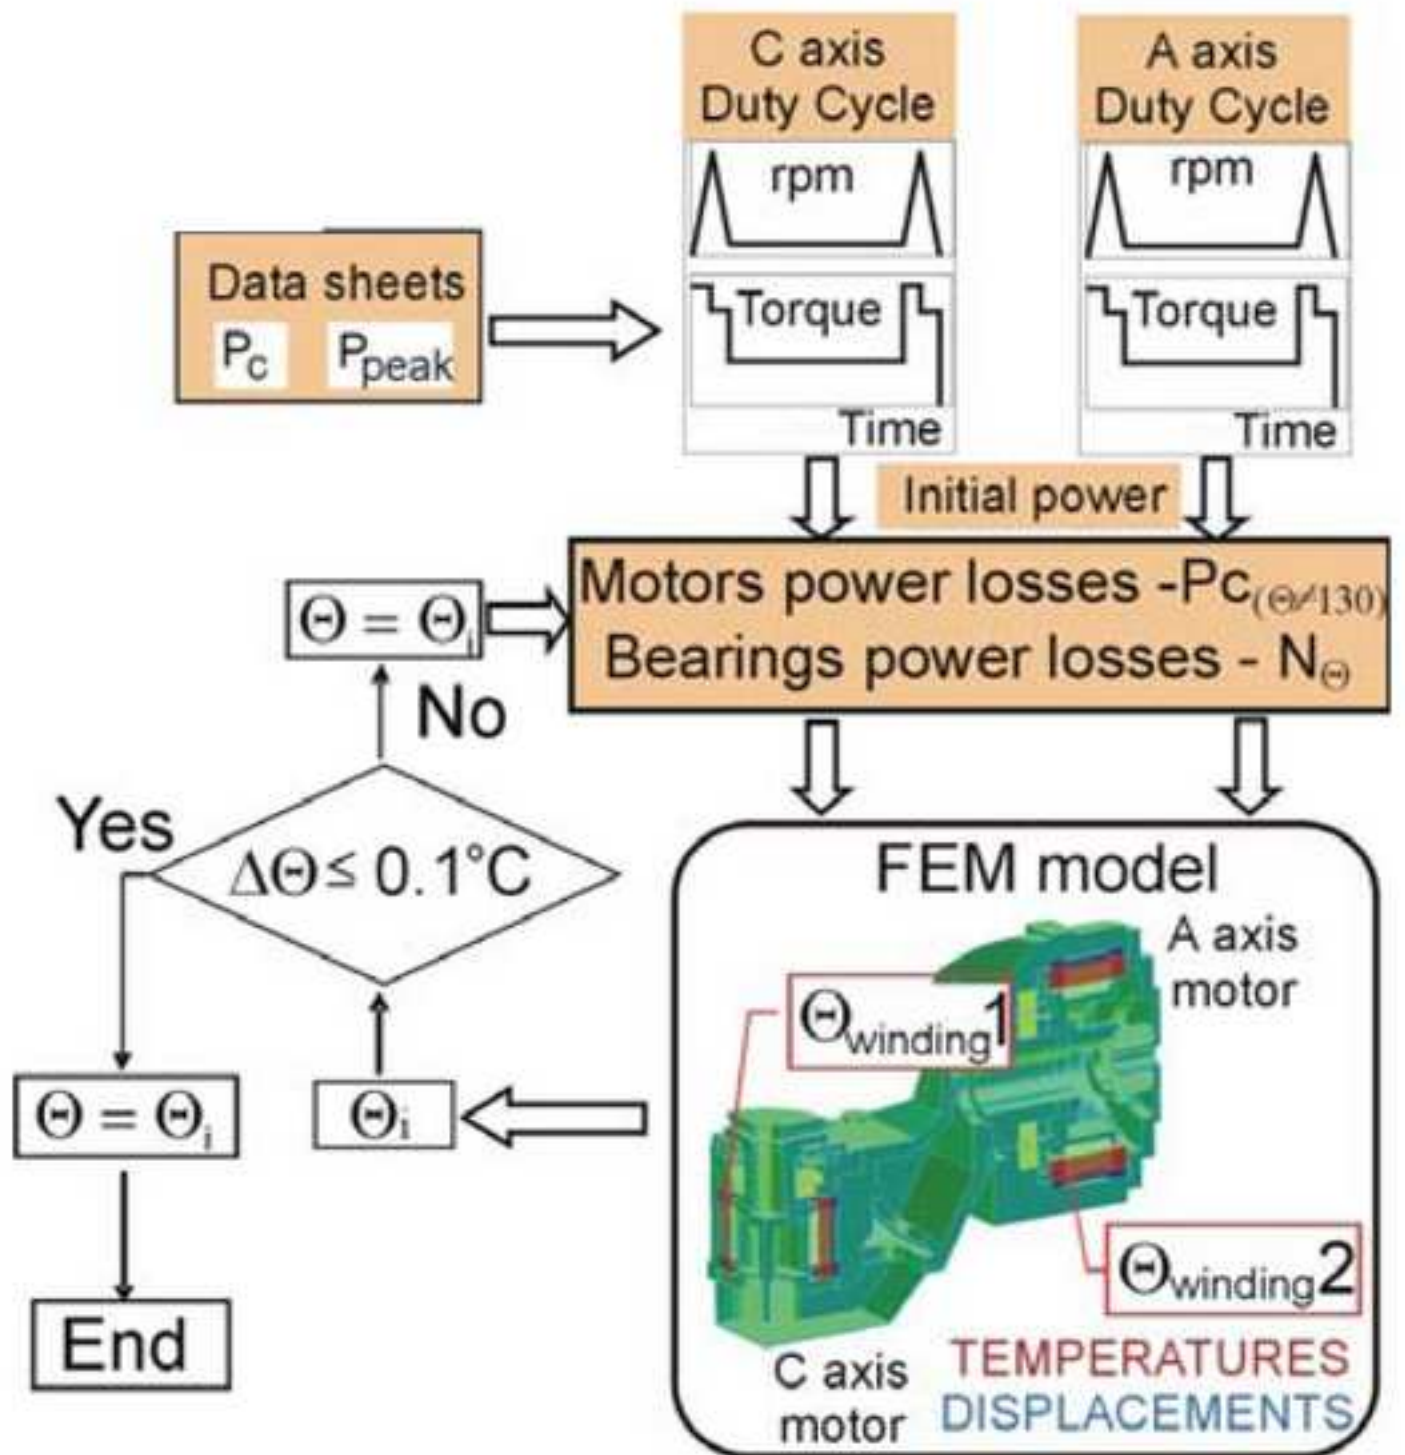 C axis
Duty Cycle
A axis
Duty Cycle
rpm
rpm
Data sheets
Pc Ppeak
Torque
Torque
Time
Time
Initial power
Motors power losses -Pc(Θ≠130)
Bearings power losses - NΘ
Θ = Θi
No
Yes
ΔΘ ≤ 0.1°C
FEM model
A axis
motor
Θwinding1
Θ = Θi
Θi
Θwinding2
End
C axis
motor
TEMPERATURES
DISPLACEMENTS